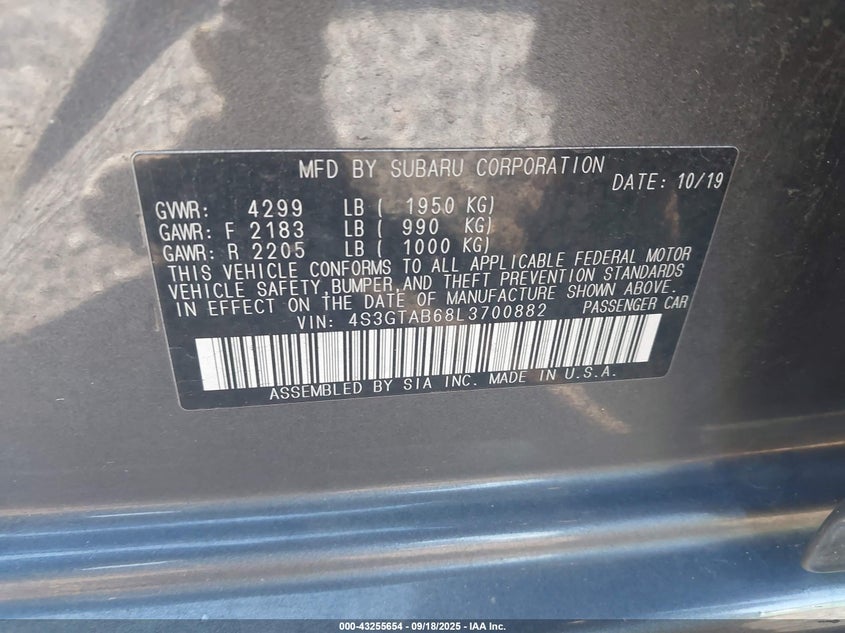 MFD BY SUBARU CORPORATION
DATE: 10/19
GVWR: 4299 LB ( 1950 KG)
GAWR: F 2183 LB ( 990 KG)
GAWR: R 2205 LB ( 1000 KG)
THIS VEHICLE CONFORMS TO ALL APPLICABLE FEDERAL MOTOR
VEHICLE SAFETY, BUMPER, AND THEFT PREVENTION STANDARDS
IN EFFECT ON THE DATE OF MANUFACTURE SHOWN ABOVE.
VIN: 4S3GTAB68L3700882 PASSENGER CAR
ASSEMBLED BY SIA INC. MADE IN U.S.A.
000-43255654 - 09/18/2025 - IAA Inc.